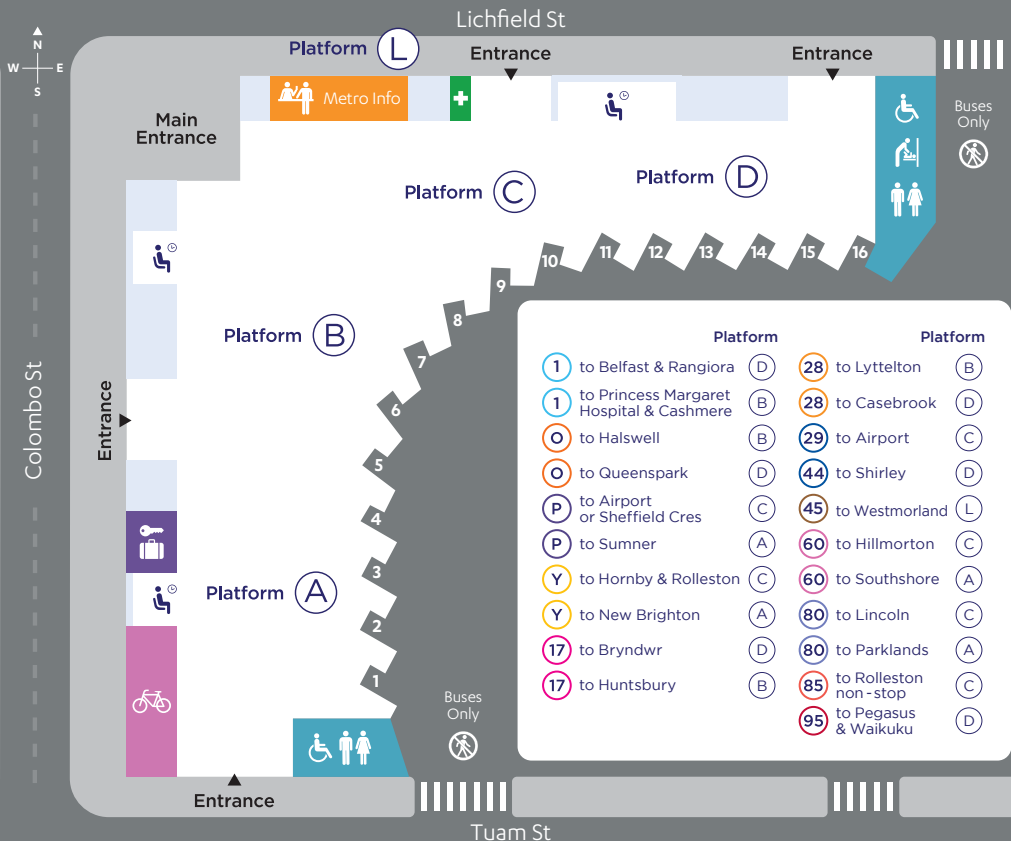 Lichfield St
N
W E
S
Platform L
Entrance
Entrance
Metro Info
Main
Entrance
Buses
Only
Platform C
Platform D
10
11
12
13
14
15
16
9
8
7
6
5
4
3
2
1
Platform B
Colombo St
Entrance
Platform A
Buses
Only
Entrance
Tuam St
Platform
1 to Belfast & Rangiora D
1 to Princess Margaret
Hospital & Cashmere B
O to Halswell B
O to Queenspark D
P to Airport
or Sheffield Cres C
P to Sumner A
Y to Hornby & Rolleston C
Y to New Brighton A
17 to Bryndwr D
17 to Huntsbury B
Platform
28 to Lyttelton B
28 to Casebrook D
29 to Airport C
44 to Shirley D
45 to Westmorland L
60 to Hillmorton C
60 to Southshore A
80 to Lincoln C
80 to Parklands A
85 to Rolleston
non-stop C
95 to Pegasus
& Waikuku D